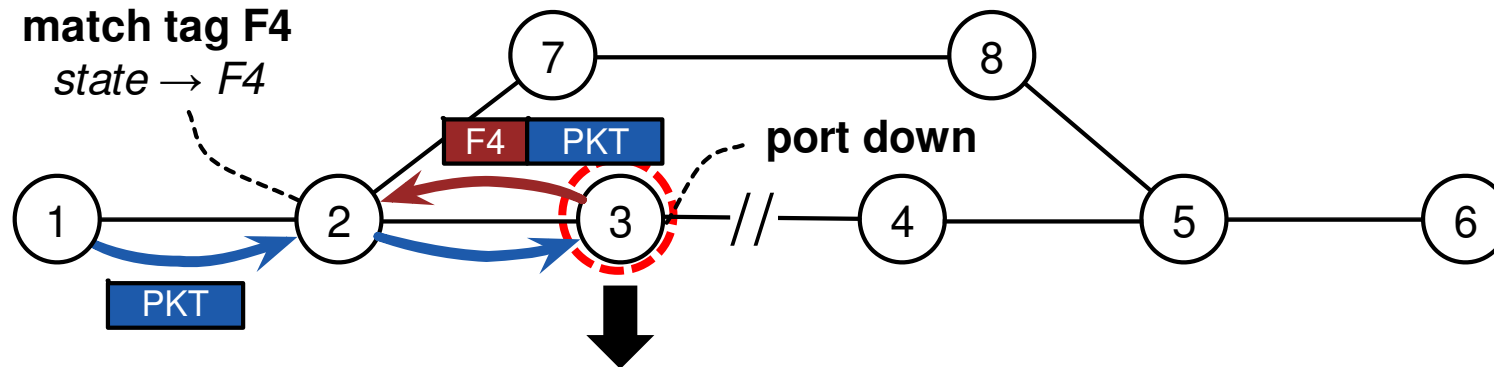 match tag F4
state → F4
7
8
F4 PKT
port down
1
2
3
//
4
5
6
PKT